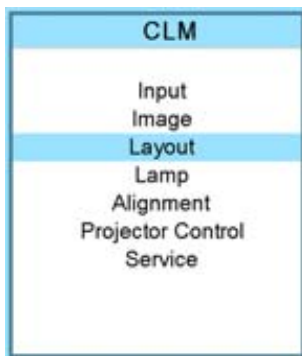 CLM
Input
Image
Layout
Lamp
Alignment
Projector Control
Service